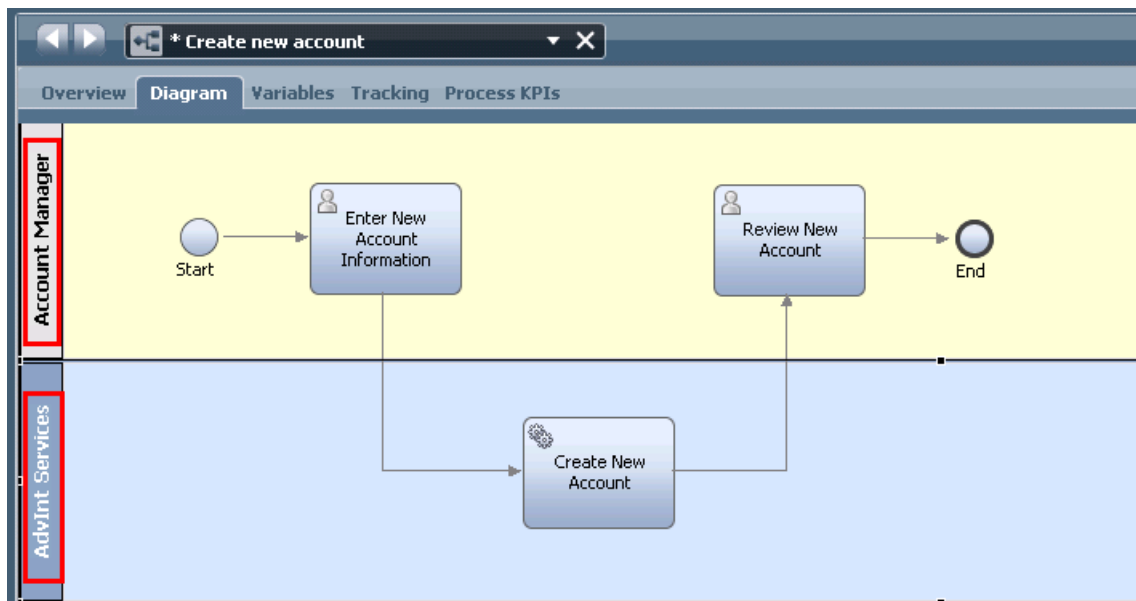 * Create new account
Overview Diagram Variables Tracking Process KPIs
Account Manager
Start
Enter New
Account
Information
Review New
Account
End
AdvInt Services
Create New
Account